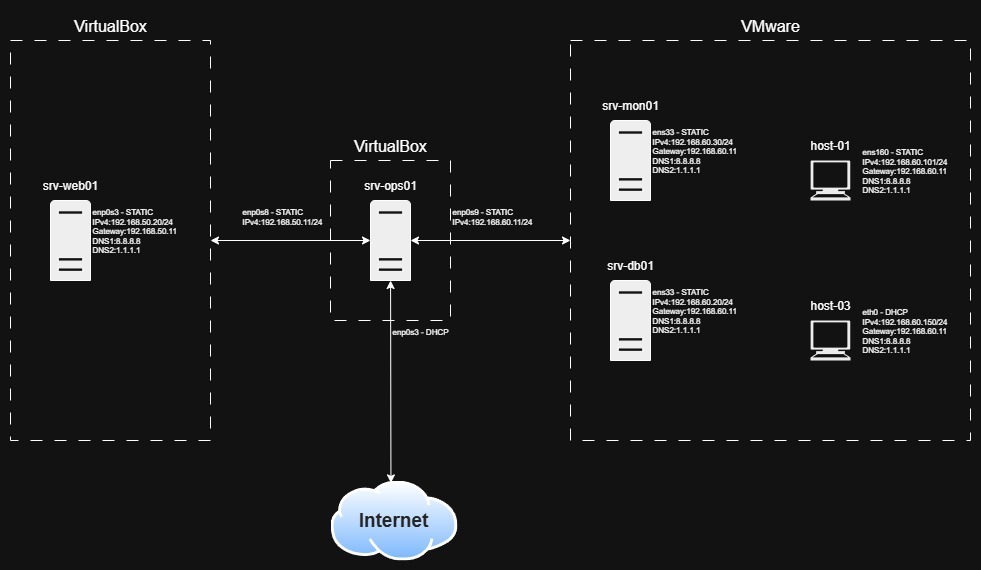 VirtualBox
srv-web01
enp0s3 - STATIC
IPv4:192.168.50.20/24
Gateway:192.168.50.11
DNS1:8.8.8.8
DNS2:1.1.1.1
enp0s8 - STATIC
IPv4:192.168.50.11/24
VirtualBox
srv-ops01
enp0s9 - STATIC
IPv4:192.168.60.11/24
enp0s3 - DHCP
Internet
VMware
srv-mon01
ens33 - STATIC
IPv4:192.168.60.30/24
Gateway:192.168.60.11
DNS1:8.8.8.8
DNS2:1.1.1.1
host-01
ens160 - STATIC
IPv4:192.168.60.101/24
Gateway:192.168.60.11
DNS1:8.8.8.8
DNS2:1.1.1.1
srv-db01
ens33 - STATIC
IPv4:192.168.60.20/24
Gateway:192.168.60.11
DNS1:8.8.8.8
DNS2:1.1.1.1
host-03
eth0 - DHCP
IPv4:192.168.60.150/24
Gateway:192.168.60.11
DNS1:8.8.8.8
DNS2:1.1.1.1